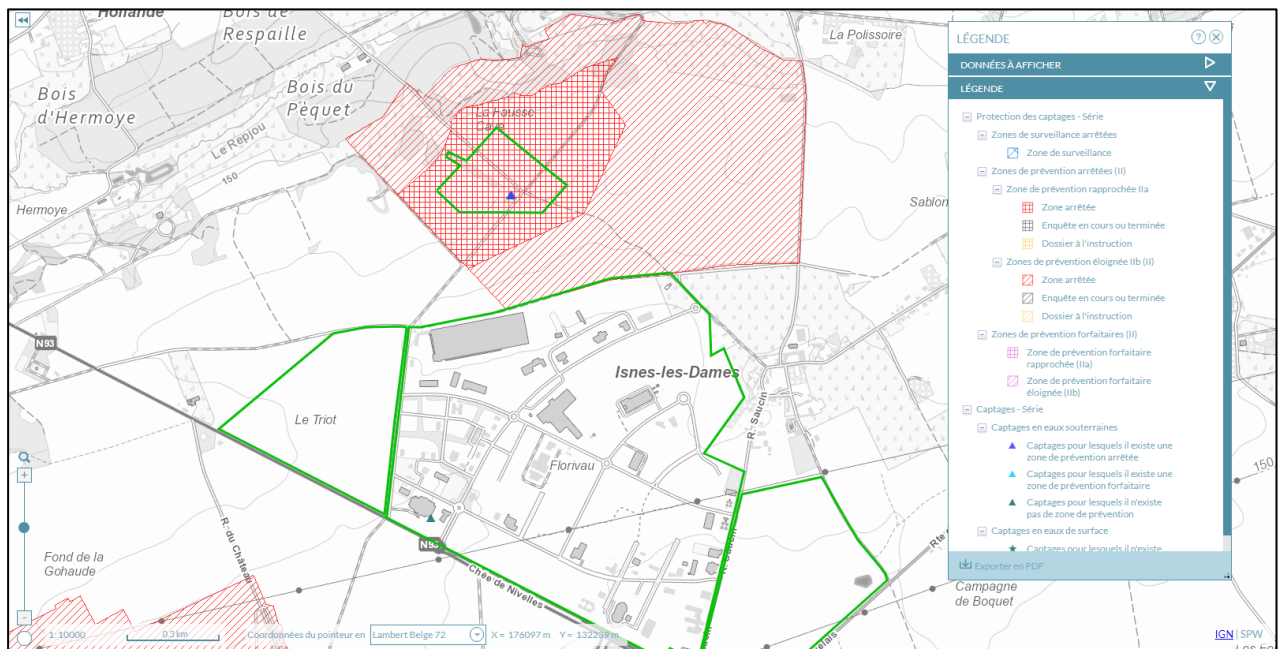 Hollande
Bois de
Respaille
La Polissoire
Bois du
Pèquet
Bois
d'Hermoye
La Fausse
Cave
Le Repjou
150
Hermoye
Sablon
N93
Isnes-les-Dames
Le Triot
R. Saucin
Florivau
150
R. du Château
N93
R. Saucin
Rte
Fond de la
Gohaude
Chée de Nivelles
Campagne
de Boquet
LÉGENDE
?
DONNÉES À AFFICHER
LÉGENDE
Protection des captages - Série
Zones de surveillance arrêtées
Zone de surveillance
Zones de prévention arrêtées (II)
Zone de prévention rapprochée IIa
Zone arrêtée
Enquête en cours ou terminée
Dossier à l'instruction
Zones de prévention éloignée IIb (II)
Zone arrêtée
Enquête en cours ou terminée
Dossier à l'instruction
Zones de prévention forfaitaires (II)
Zone de prévention forfaitaire
rapprochée (IIa)
Zone de prévention forfaitaire
éloignée (IIb)
Captages - Série
Captages en eaux souterraines
Captages pour lesquels il existe une
zone de prévention arrêtée
Captages pour lesquels il existe une
zone de prévention forfaitaire
Captages pour lesquels il n'existe
pas de zone de prévention
Captages en eaux de surface
Captages pour lesquels il n'existe
Exporter en PDF
1: 10000
0.3 km
Coordonnées du pointeur en
Lambert Belge 72
X = 176097 m Y = 132239 m
IGN | SPW